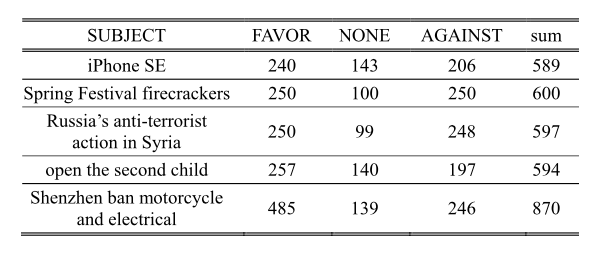 SUBJECT FAVOR NONE AGAINST sum
iPhone SE 240 143 206 589
Spring Festival firecrackers 250 100 250 600
Russia’s anti-terrorist
action in Syria 250 99 248 597
open the second child 257 140 197 594
Shenzhen ban motorcycle
and electrical 485 139 246 870